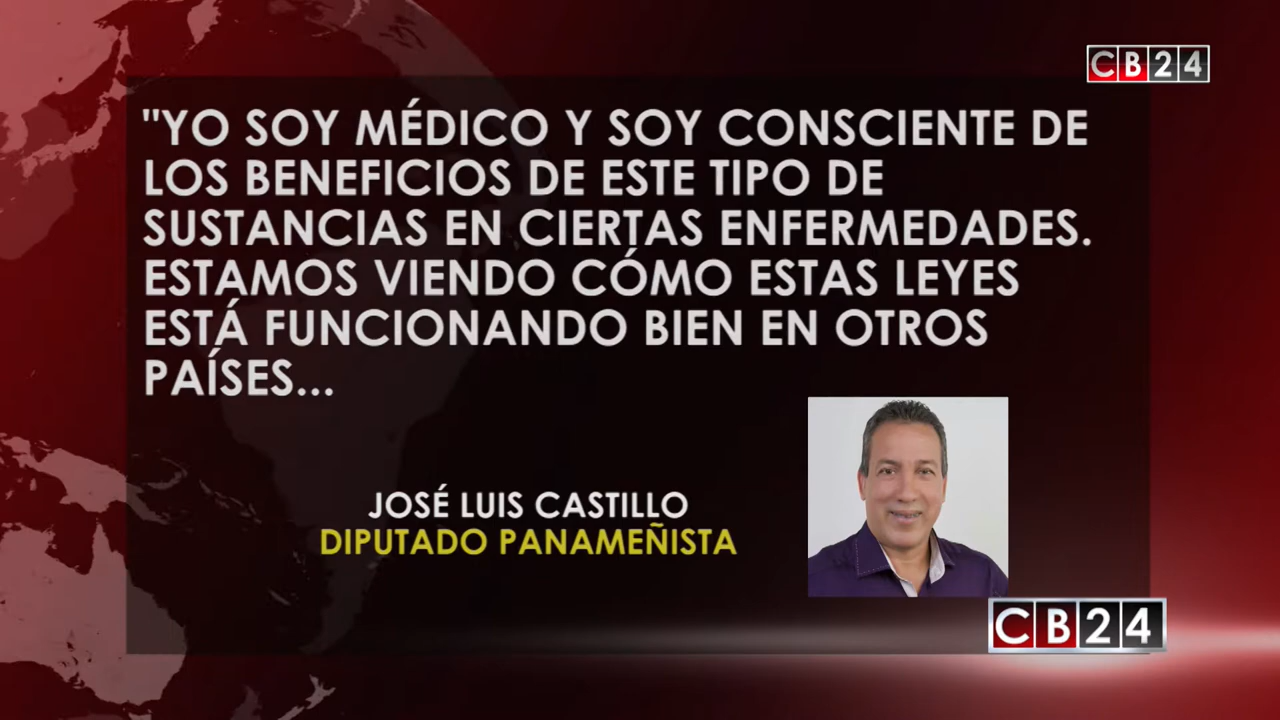 CB24
"YO SOY MÉDICO Y SOY CONSCIENTE DE
LOS BENEFICIOS DE ESTE TIPO DE
SUSTANCIAS EN CIERTAS ENFERMEDADES.
ESTAMOS VIENDO CÓMO ESTAS LEYES
ESTÁ FUNCIONANDO BIEN EN OTROS
PAÍSES...
JOSÉ LUIS CASTILLO
DIPUTADO PANAMEÑISTA
CB24